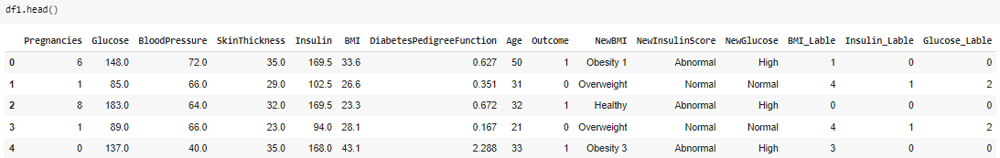 df1.head()
Pregnancies Glucose BloodPressure SkinThickness Insulin BMI DiabetesPedigreeFunction Age Outcome NewBMI NewInsulinScore NewGlucose BMI_Lable Insulin_Lable Glucose_Lable
0 6 148.0 72.0 35.0 169.5 33.6 0.627 50 1 Obesity 1 Abnormal High 1 0 0
1 1 85.0 66.0 29.0 102.5 26.6 0.351 31 0 Overweight Normal Normal 4 1 2
2 8 183.0 64.0 32.0 169.5 23.3 0.672 32 1 Healthy Abnormal High 0 0 0
3 1 89.0 66.0 23.0 94.0 28.1 0.167 21 0 Overweight Normal Normal 4 1 2
4 0 137.0 40.0 35.0 168.0 43.1 2.288 33 1 Obesity 3 Abnormal High 3 0 0